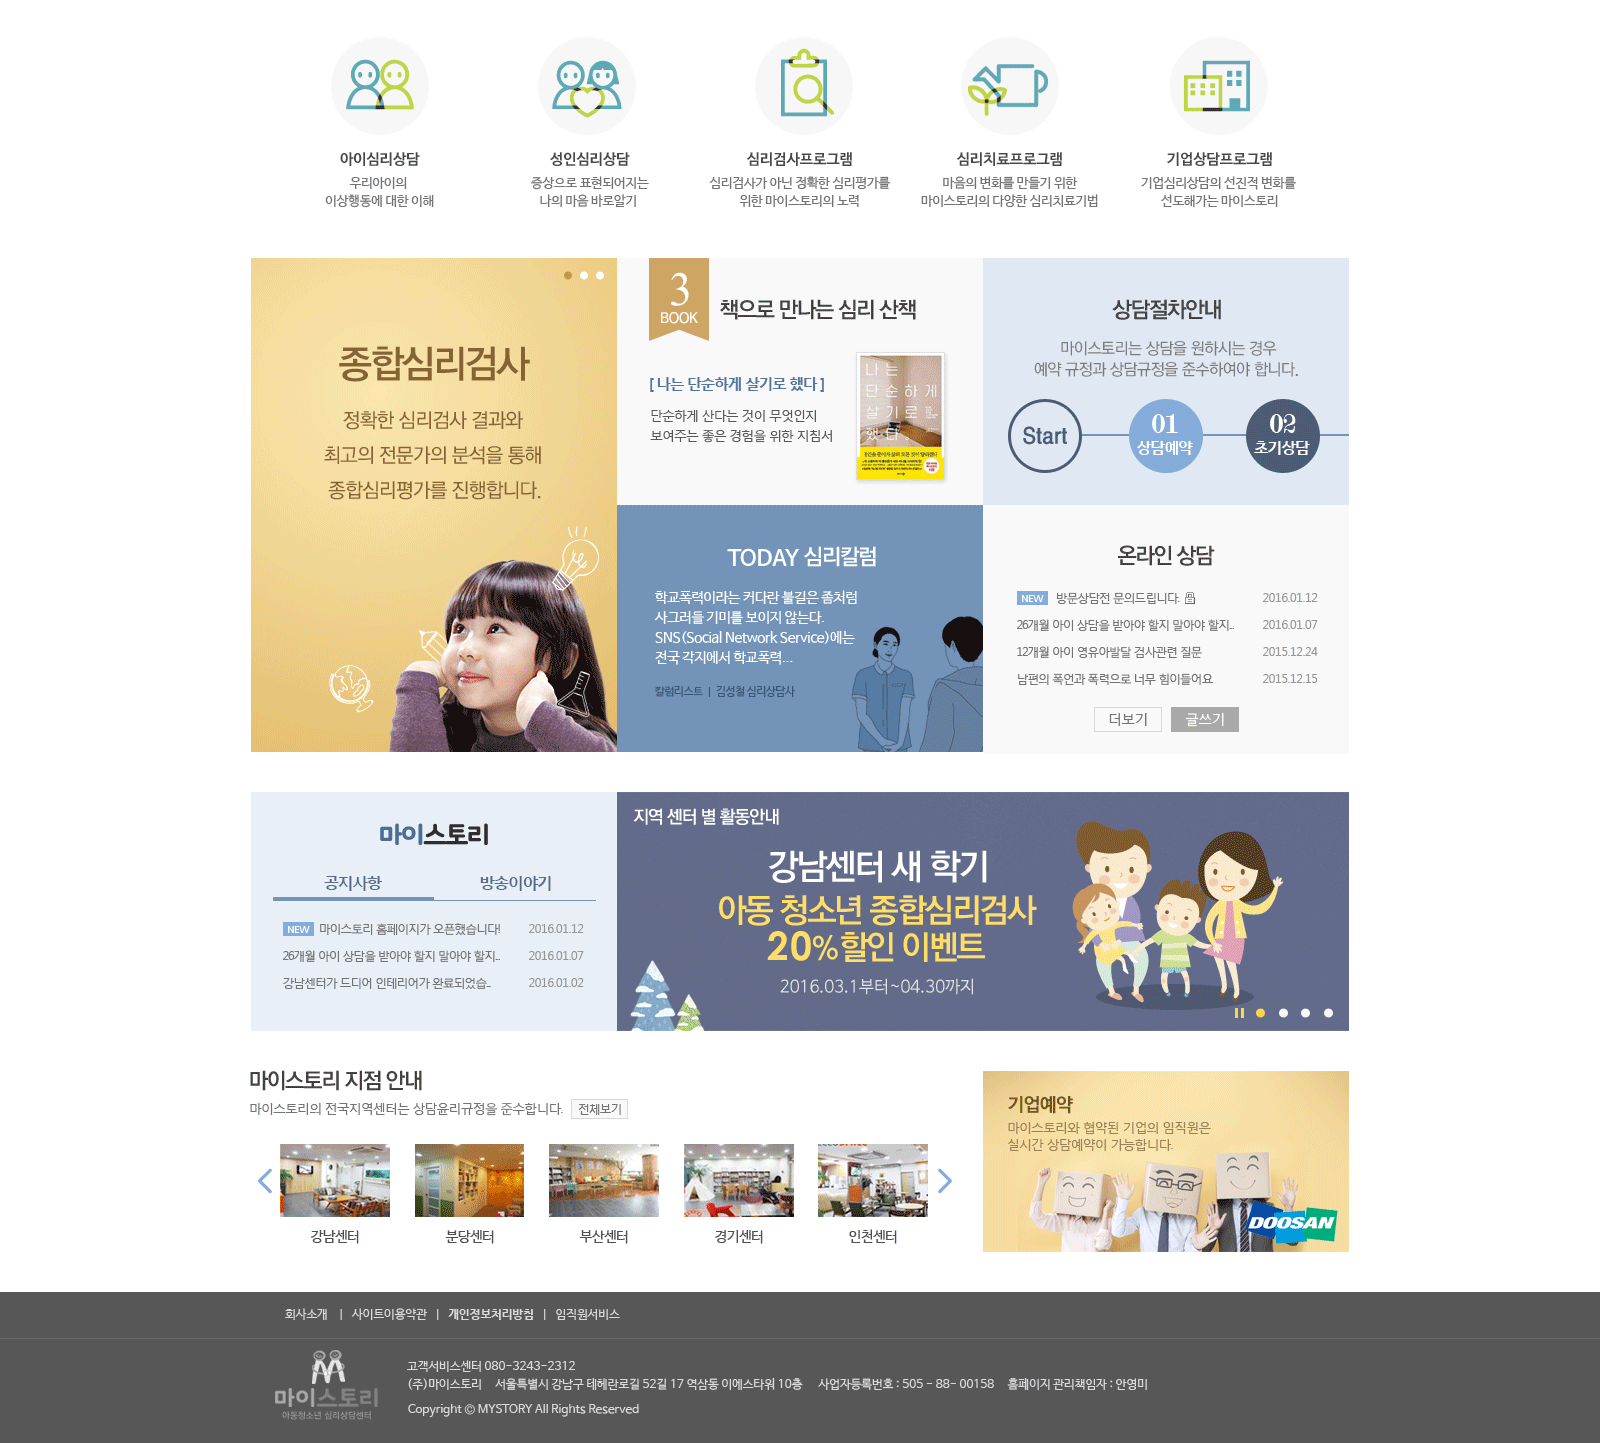 아이심리상담
우리아이의
이상행동에 대한 이해
성인심리상담
증상으로 표현되어지는
나의 마음 바로알기
심리검사프로그램
심리검사가 아닌 정확한 심리평가를
위한 마이스토리의 노력
심리치료프로그램
마음의 변화를 만들기 위한
마이스토리의 다양한 심리치료기법
기업상담프로그램
기업심리상담의 선진적 변화를
선도해가는 마이스토리
종합심리검사
정확한 심리검사 결과와
최고의 전문가의 분석을 통해
종합심리평가를 진행합니다.
3
BOOK
책으로 만나는 심리 산책
[ 나는 단순하게 살기로 했다 ]
단순하게 산다는 것이 무엇인지
보여주는 좋은 경험을 위한 지침서
나는
단순하게
살기로
했다
상담절차안내
마이스토리는 상담을 원하시는 경우
예약 규정과 상담규정을 준수하여야 합니다.
Start
01
상담예약
02
초기상담
TODAY 심리칼럼
학교폭력이라는 커다란 불길은 좀처럼
사그러들 기미를 보이지 않는다.
SNS(Social Network Service)에는
전국 각지에서 학교폭력...
칼럼리스트 | 김성철 심리상담사
온라인 상담
NEW 방문상담전 문의드립니다. 2016.01.12
26개월 아이 상담을 받아야 할지 말아야 할지.. 2016.01.07
12개월 아이 영유아발달 검사관련 질문 2015.12.24
남편의 폭언과 폭력으로 너무 힘이들어요 2015.12.15
더보기 글쓰기
마이스토리
공지사항 방송이야기
NEW 마이스토리 홈페이지가 오픈했습니다! 2016.01.12
26개월 아이 상담을 받아야 할지 말아야 할지.. 2016.01.07
강남센터가 드디어 인테리어가 완료되었습.. 2016.01.02
지역 센터 별 활동안내
강남센터 새 학기
아동 청소년 종합심리검사
20%할인 이벤트
2016.03.1부터~04.30까지
마이스토리 지점 안내
마이스토리의 전국지역센터는 상담윤리규정을 준수합니다. 전체보기
강남센터
분당센터
부산센터
경기센터
인천센터
기업예약
마이스토리와 협약된 기업의 임직원은
실시간 상담예약이 가능합니다.
DOOSAN
회사소개 | 사이트이용약관 | 개인정보처리방침 | 임직원서비스
마이스토리
아동청소년 심리상담센터
고객서비스센터 080-3243-2312
(주)마이스토리 서울특별시 강남구 테헤란로길 52길 17 역삼동 이에스타워 10층 사업자등록번호 : 505 - 88- 00158 홈페이지 관리책임자 : 안영미
Copyright © MYSTORY All Rights Reserved